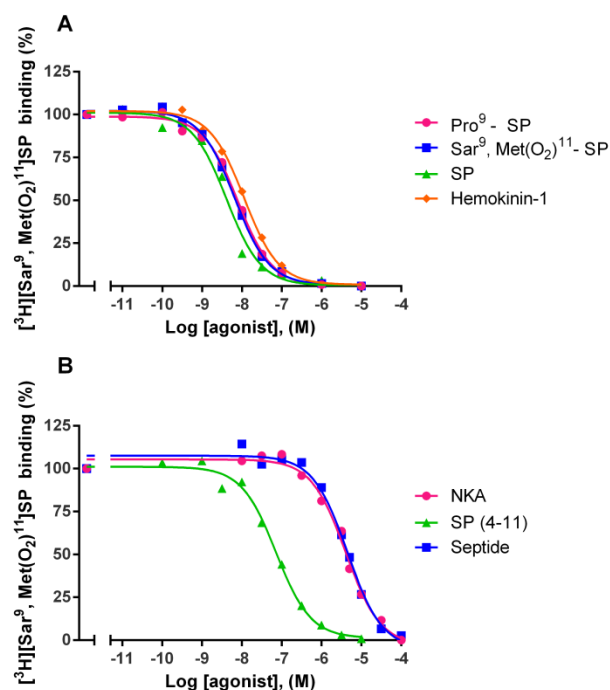 A
[³H][Sar⁹, Met(O₂)¹¹]SP binding (%)
125
100
75
50
25
0
-11 -10 -9 -8 -7 -6 -5 -4
Log [agonist], (M)
Pro⁹ - SP
Sar⁹, Met(O₂)¹¹- SP
SP
Hemokinin-1
B
[³H][Sar⁹, Met(O₂)¹¹]SP binding (%)
125
100
75
50
25
0
-11 -10 -9 -8 -7 -6 -5 -4
Log [agonist], (M)
NKA
SP (4-11)
Septide